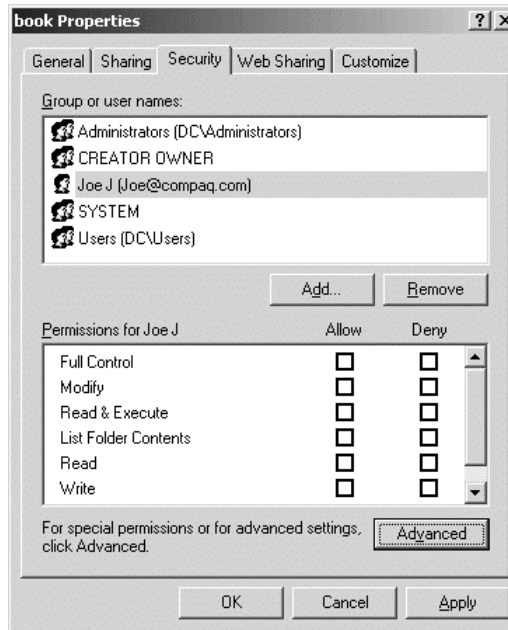 book Properties
General Sharing Security Web Sharing Customize
Group or user names:
Administrators (DC\Administrators)
CREATOR OWNER
Joe J (Joe@compaq.com)
SYSTEM
Users (DC\Users)
Add... Remove
Permissions for Joe J Allow Deny
Full Control
Modify
Read & Execute
List Folder Contents
Read
Write
For special permissions or for advanced settings,
click Advanced.
Advanced
OK Cancel Apply